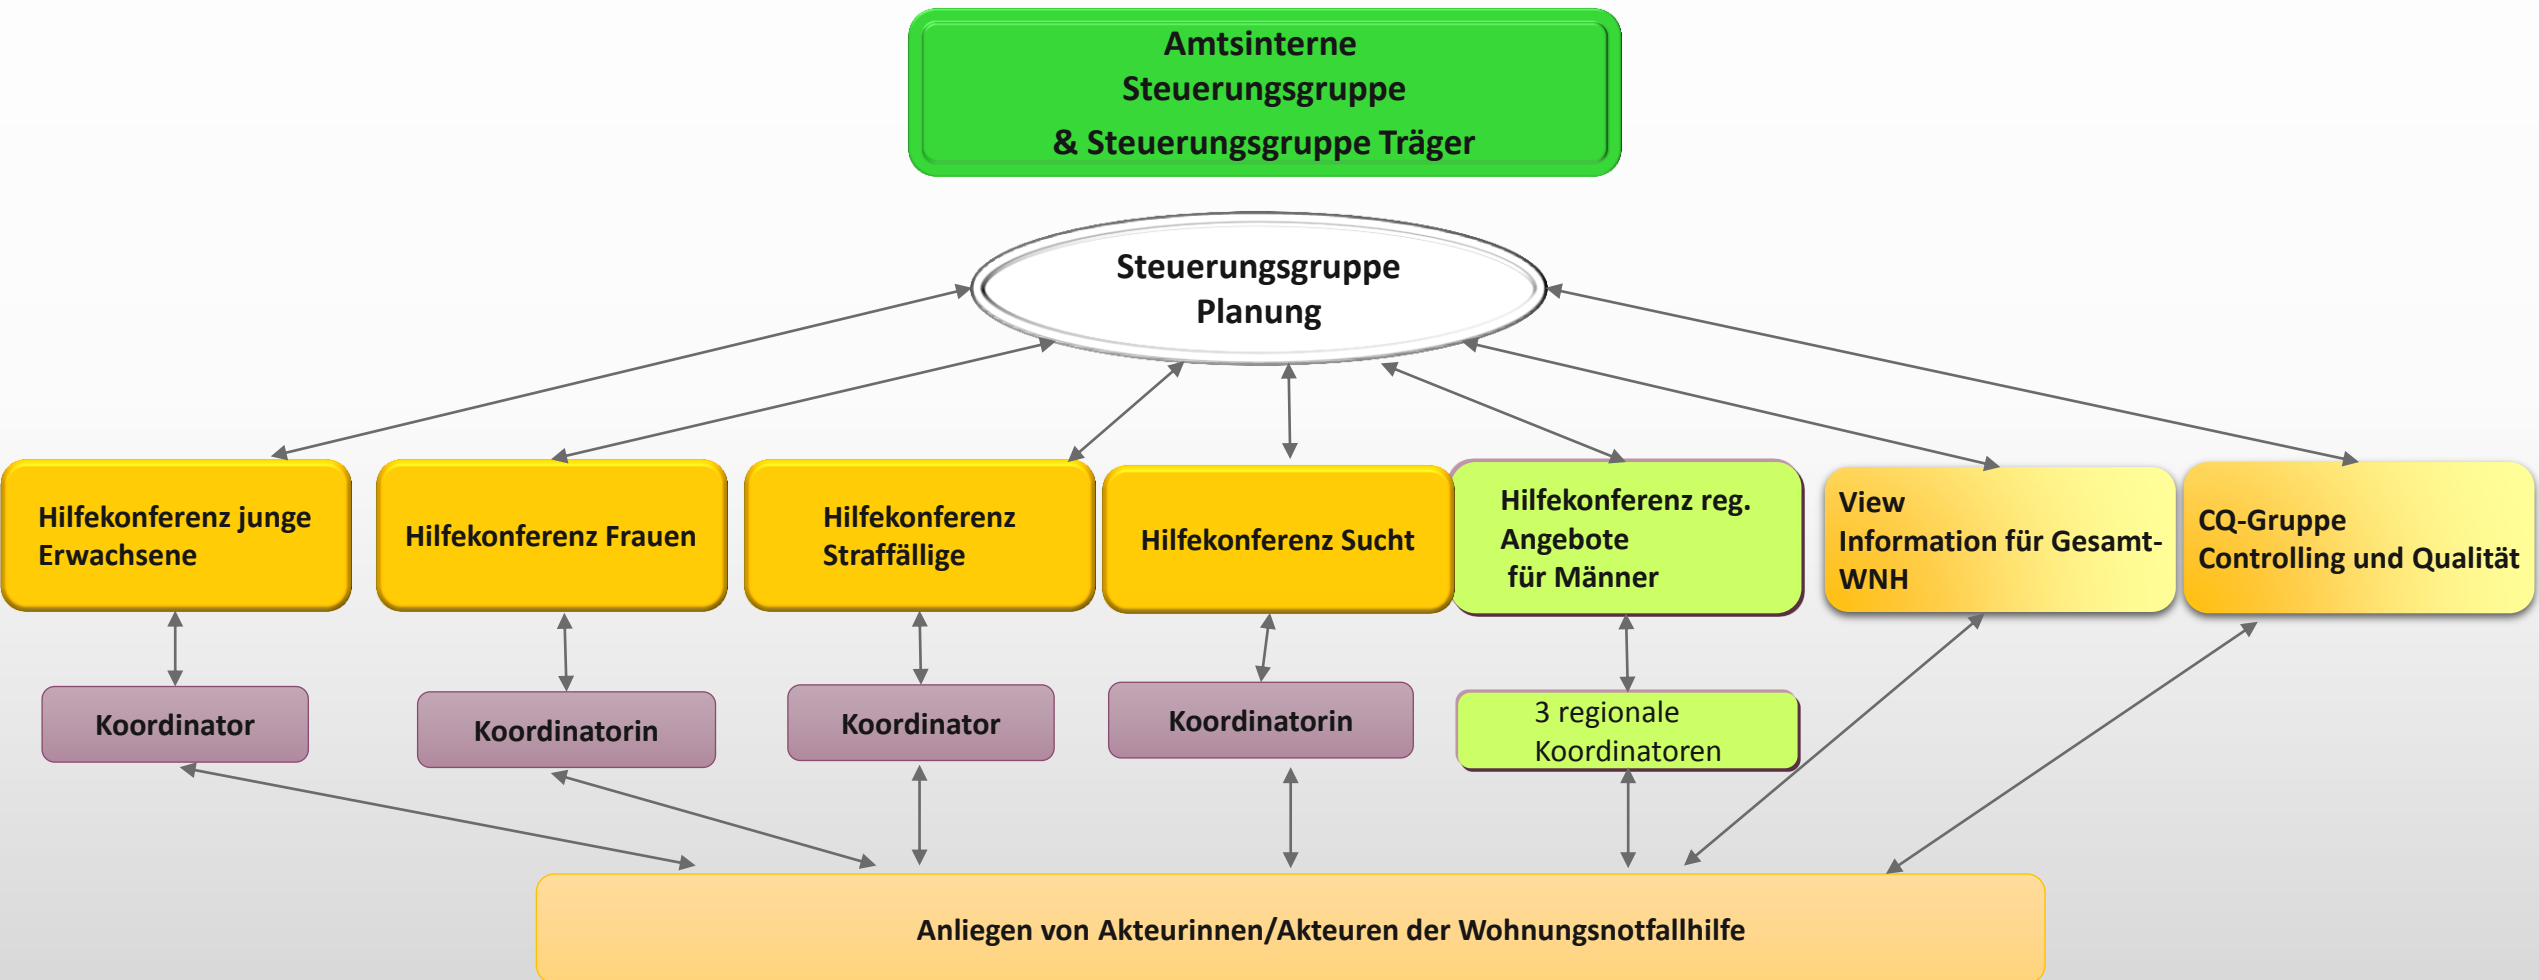 Amtsinterne
Steuerungsgruppe
& Steuerungsgruppe Träger
Steuerungsgruppe
Planung
Hilfekonferenz junge
Erwachsene
Hilfekonferenz Frauen
Hilfekonferenz
Straffällige
Hilfekonferenz Sucht
Hilfekonferenz reg.
Angebote
für Männer
View
Information für Gesamt-
WNH
CQ-Gruppe
Controlling und Qualität
Koordinator
Koordinatorin
Koordinator
Koordinatorin
3 regionale
Koordinatoren
Anliegen von Akteurinnen/Akteuren der Wohnungsnotfallhilfe